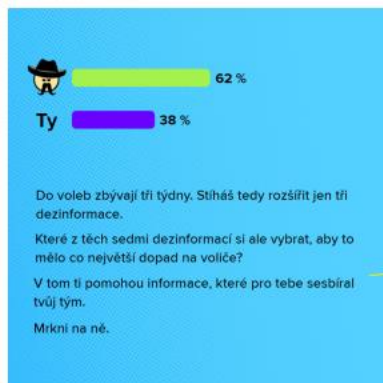 62 %
Ty 38 %
Do voleb zbývají tři týdny. Stíháš tedy rozšířit jen tři
dezinformace.
Které z těch sedmi dezinformací si ale vybrat, aby to
mělo co největší dopad na voliče?
V tom ti pomohou informace, které pro tebe sesbíral
tvůj tým.
Mrkni na ně.